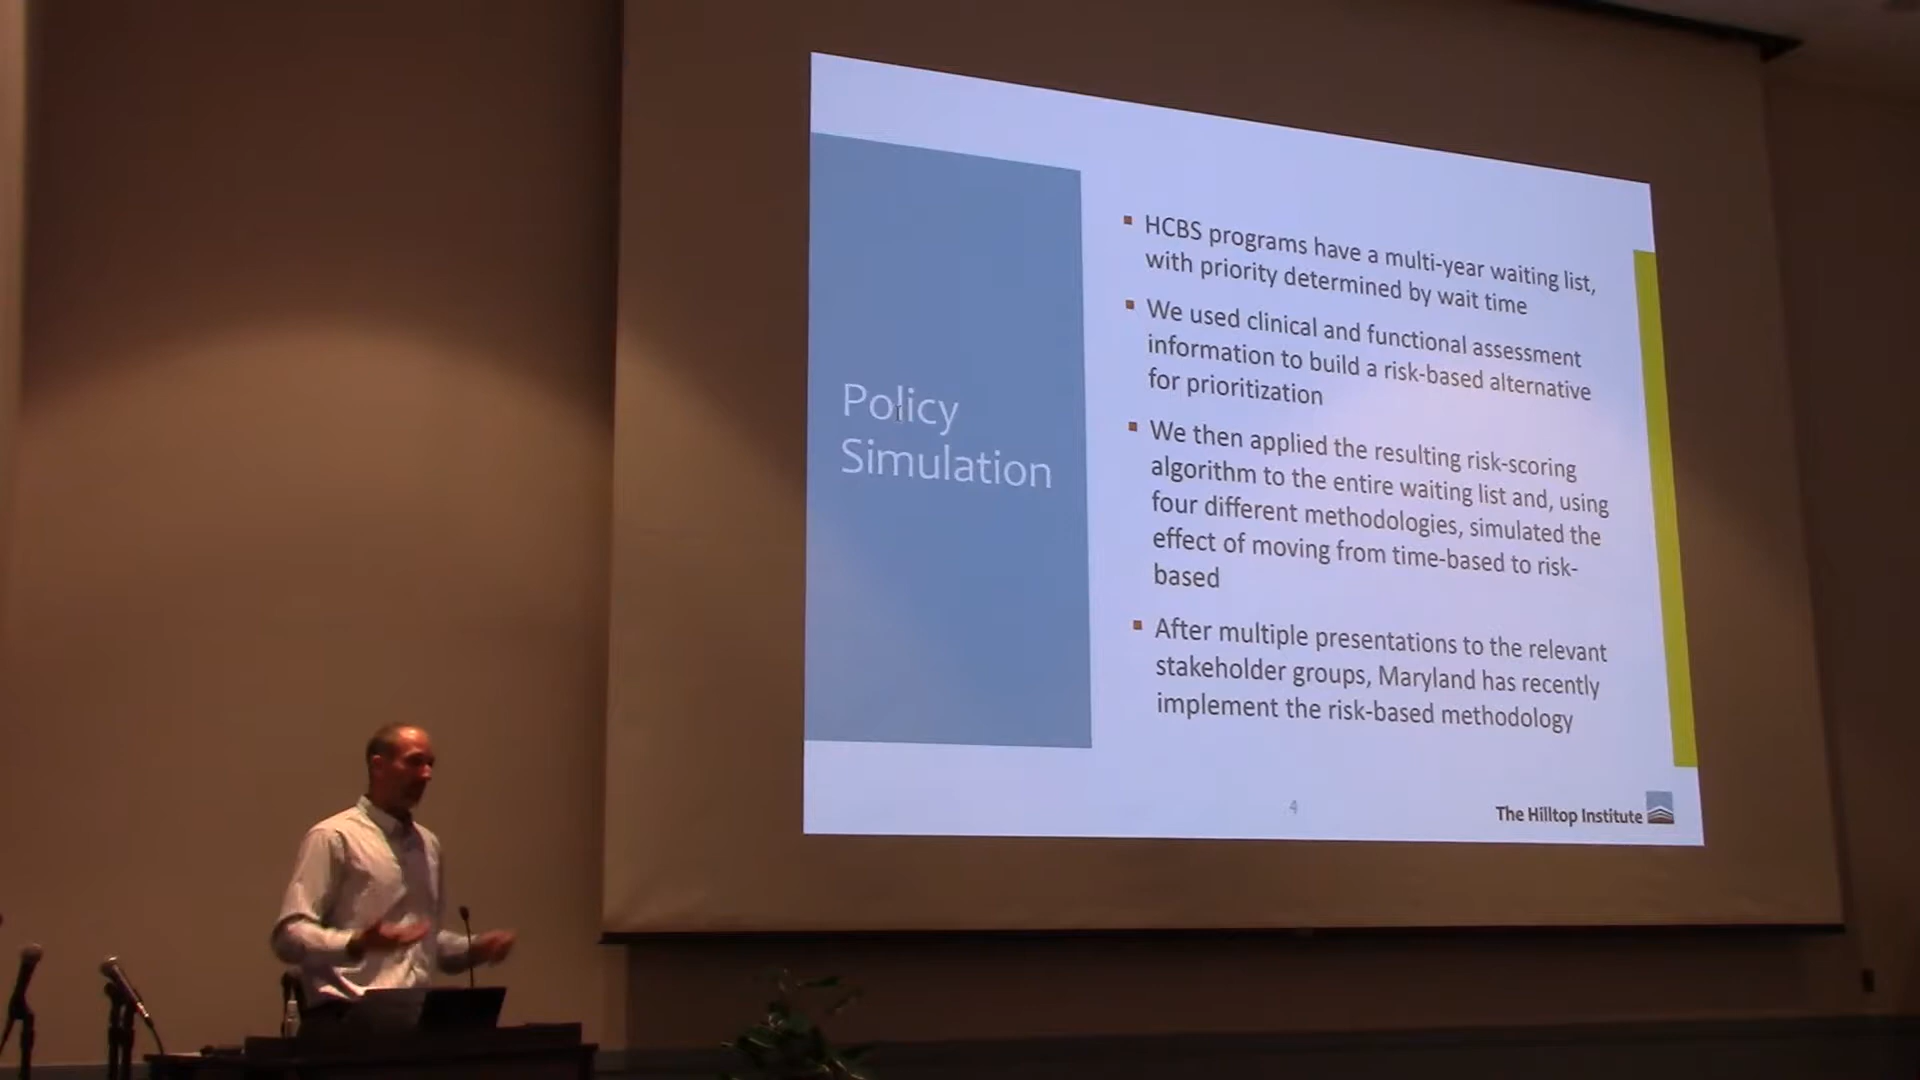 Policy
Simulation
HCBS programs have a multi-year waiting list,
with priority determined by wait time
We used clinical and functional assessment
information to build a risk-based alternative
for prioritization
We then applied the resulting risk-scoring
algorithm to the entire waiting list and, using
four different methodologies, simulated the
effect of moving from time-based to risk-
based
After multiple presentations to the relevant
stakeholder groups, Maryland has recently
implement the risk-based methodology
4
The Hilltop Institute